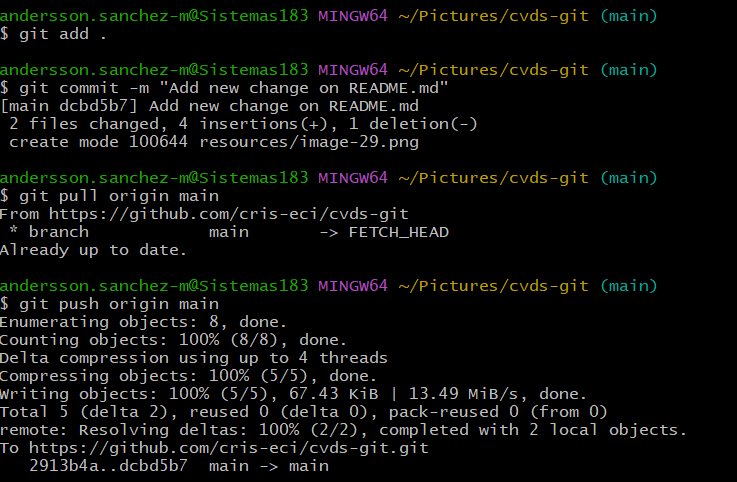 andersson.sanchez-m@Sistemas183 MINGW64 ~/Pictures/cvds-git (main)
$ git add .
andersson.sanchez-m@Sistemas183 MINGW64 ~/Pictures/cvds-git (main)
$ git commit -m "Add new change on README.md"
[main dcbd5b7] Add new change on README.md
 2 files changed, 4 insertions(+), 1 deletion(-)
 create mode 100644 resources/image-29.png
andersson.sanchez-m@Sistemas183 MINGW64 ~/Pictures/cvds-git (main)
$ git pull origin main
From https://github.com/cris-eci/cvds-git
 * branch            main       -> FETCH_HEAD
Already up to date.
andersson.sanchez-m@Sistemas183 MINGW64 ~/Pictures/cvds-git (main)
$ git push origin main
Enumerating objects: 8, done.
Counting objects: 100% (8/8), done.
Delta compression using up to 4 threads
Compressing objects: 100% (5/5), done.
Writing objects: 100% (5/5), 67.43 KiB | 13.49 MiB/s, done.
Total 5 (delta 2), reused 0 (delta 0), pack-reused 0 (from 0)
remote: Resolving deltas: 100% (2/2), completed with 2 local objects.
To https://github.com/cris-eci/cvds-git.git
   2913b4a..dcbd5b7  main -> main